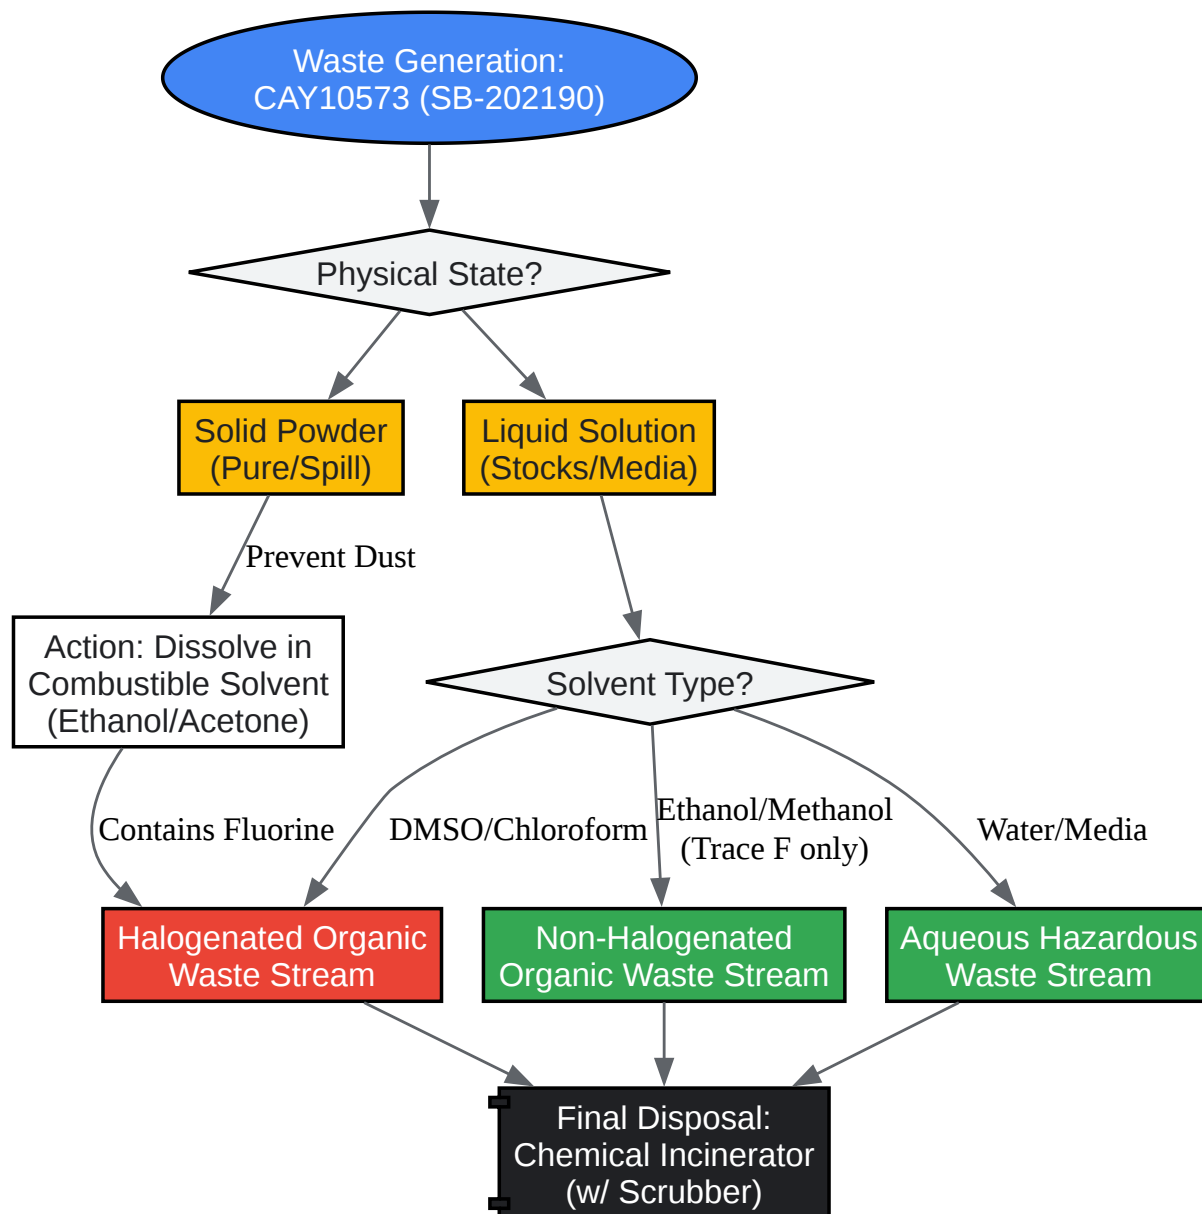 Waste Generation:
CAY10573 (SB-202190)
Physical State?
Solid Powder
(Pure/Spill)
Liquid Solution
(Stocks/Media)
Prevent Dust
Action: Dissolve in
Combustible Solvent
(Ethanol/Acetone)
Solvent Type?
Contains Fluorine
DMSO/Chloroform
Ethanol/Methanol
(Trace F only)
Water/Media
Halogenated Organic
Waste Stream
Non-Halogenated
Organic Waste Stream
Aqueous Hazardous
Waste Stream
Final Disposal:
Chemical Incinerator
(w/ Scrubber)